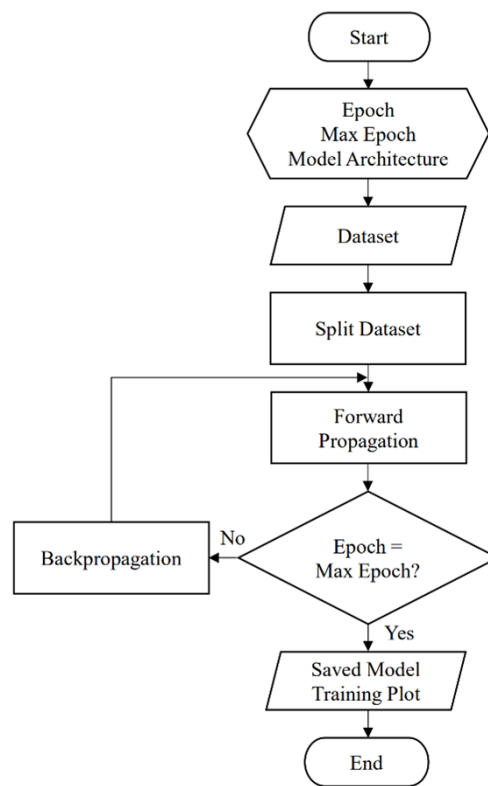 Start
Epoch
Max Epoch
Model Architecture
Dataset
Split Dataset
Forward
Propagation
Epoch =
Max Epoch?
No
Backpropagation
Yes
Saved Model
Training Plot
End